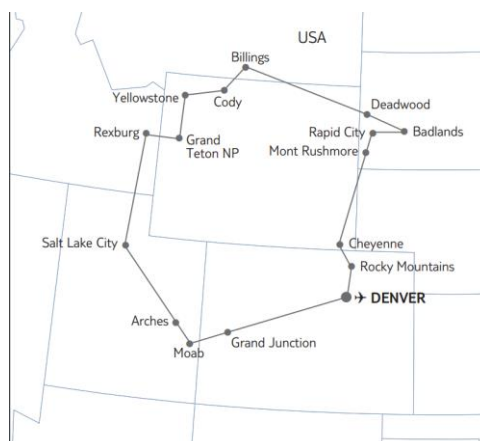 USA
Billings
Yellowstone
Cody
Deadwood
Rexburg
Grand
Teton NP
Rapid City
Badlands
Mont Rushmore
Salt Lake City
Cheyenne
Rocky Mountains
DENVER
Arches
Moab
Grand Junction